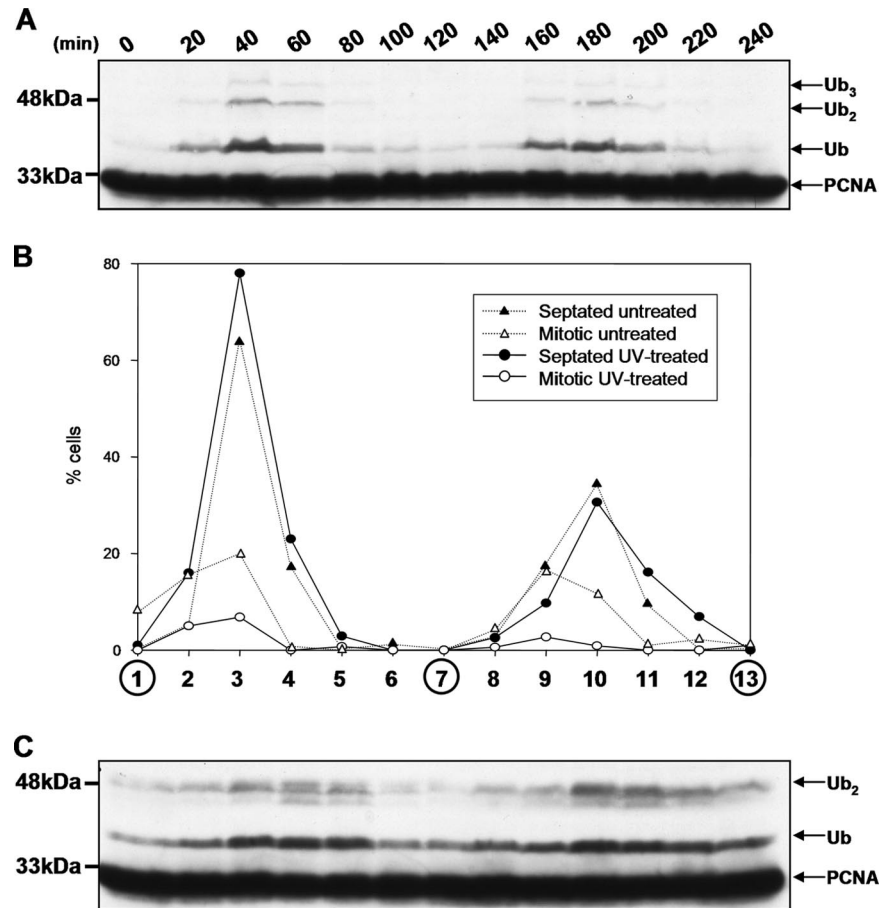 A
(min) 0 20 40 60 80 100 120 140 160 180 200 220 240
Ub3
48kDa
Ub2
Ub
33kDa
PCNA
B
80
60
40
20
0
% cells
Septated untreated
Mitotic untreated
Septated UV-treated
Mitotic UV-treated
1 2 3 4 5 6 7 8 9 10 11 12 13
C
48kDa
Ub2
Ub
33kDa
PCNA